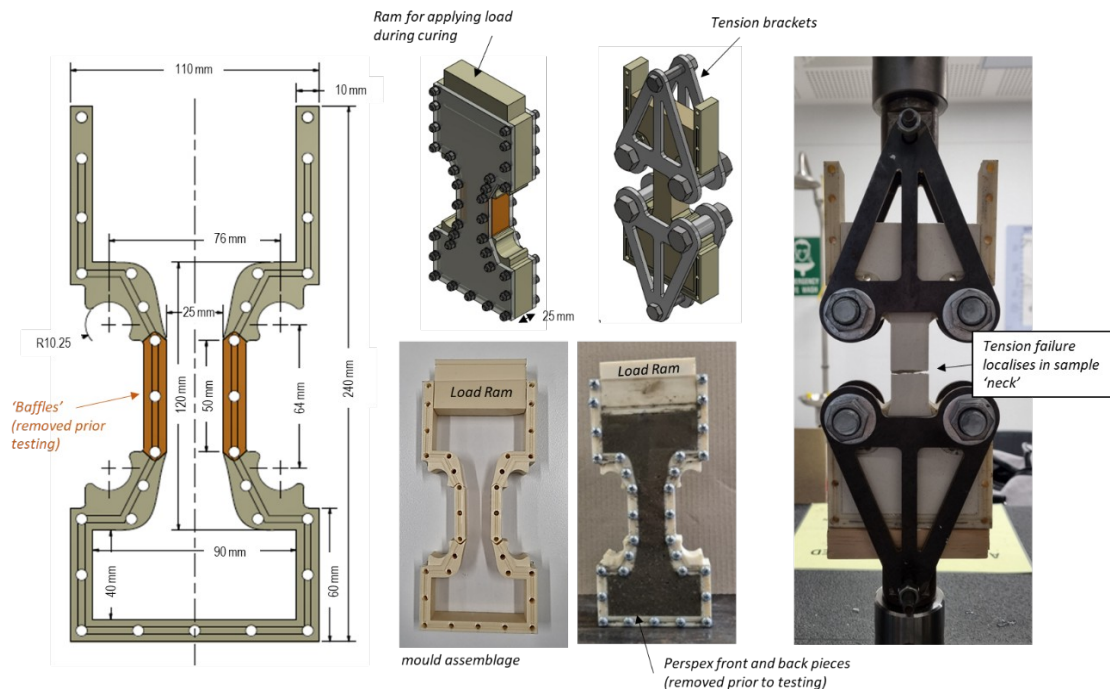 Ram for applying load
during curing
Tension brackets
110 mm
10 mm
76 mm
25 mm
R10.25
'Baffles'
(removed prior
testing)
120 mm
50 mm
64 mm
240 mm
90 mm
40 mm
60 mm
25 mm
Load Ram
Load Ram
mould assemblage
Perspex front and back pieces
(removed prior to testing)
Tension failure
localises in sample
'neck'